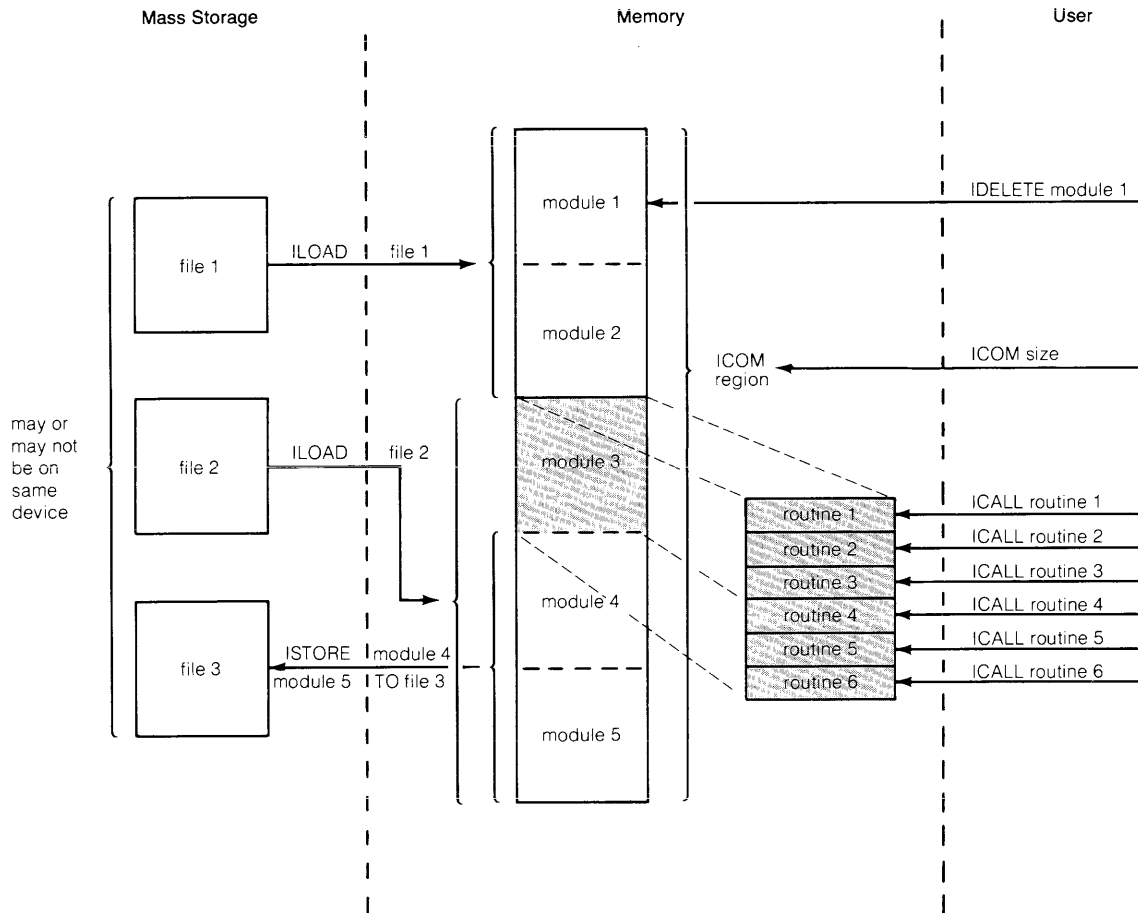 Mass Storage
Memory
User
module 1
IDELETE module 1
file 1
ILOAD file 1
module 2
ICOM region
ICOM size
may or
may not
be on
same
device
file 2
ILOAD file 2
module 3
routine 1
ICALL routine 1
routine 2
ICALL routine 2
routine 3
ICALL routine 3
routine 4
ICALL routine 4
routine 5
ICALL routine 5
routine 6
ICALL routine 6
module 4
file 3
ISTORE module 4
module 5 TO file 3
module 5